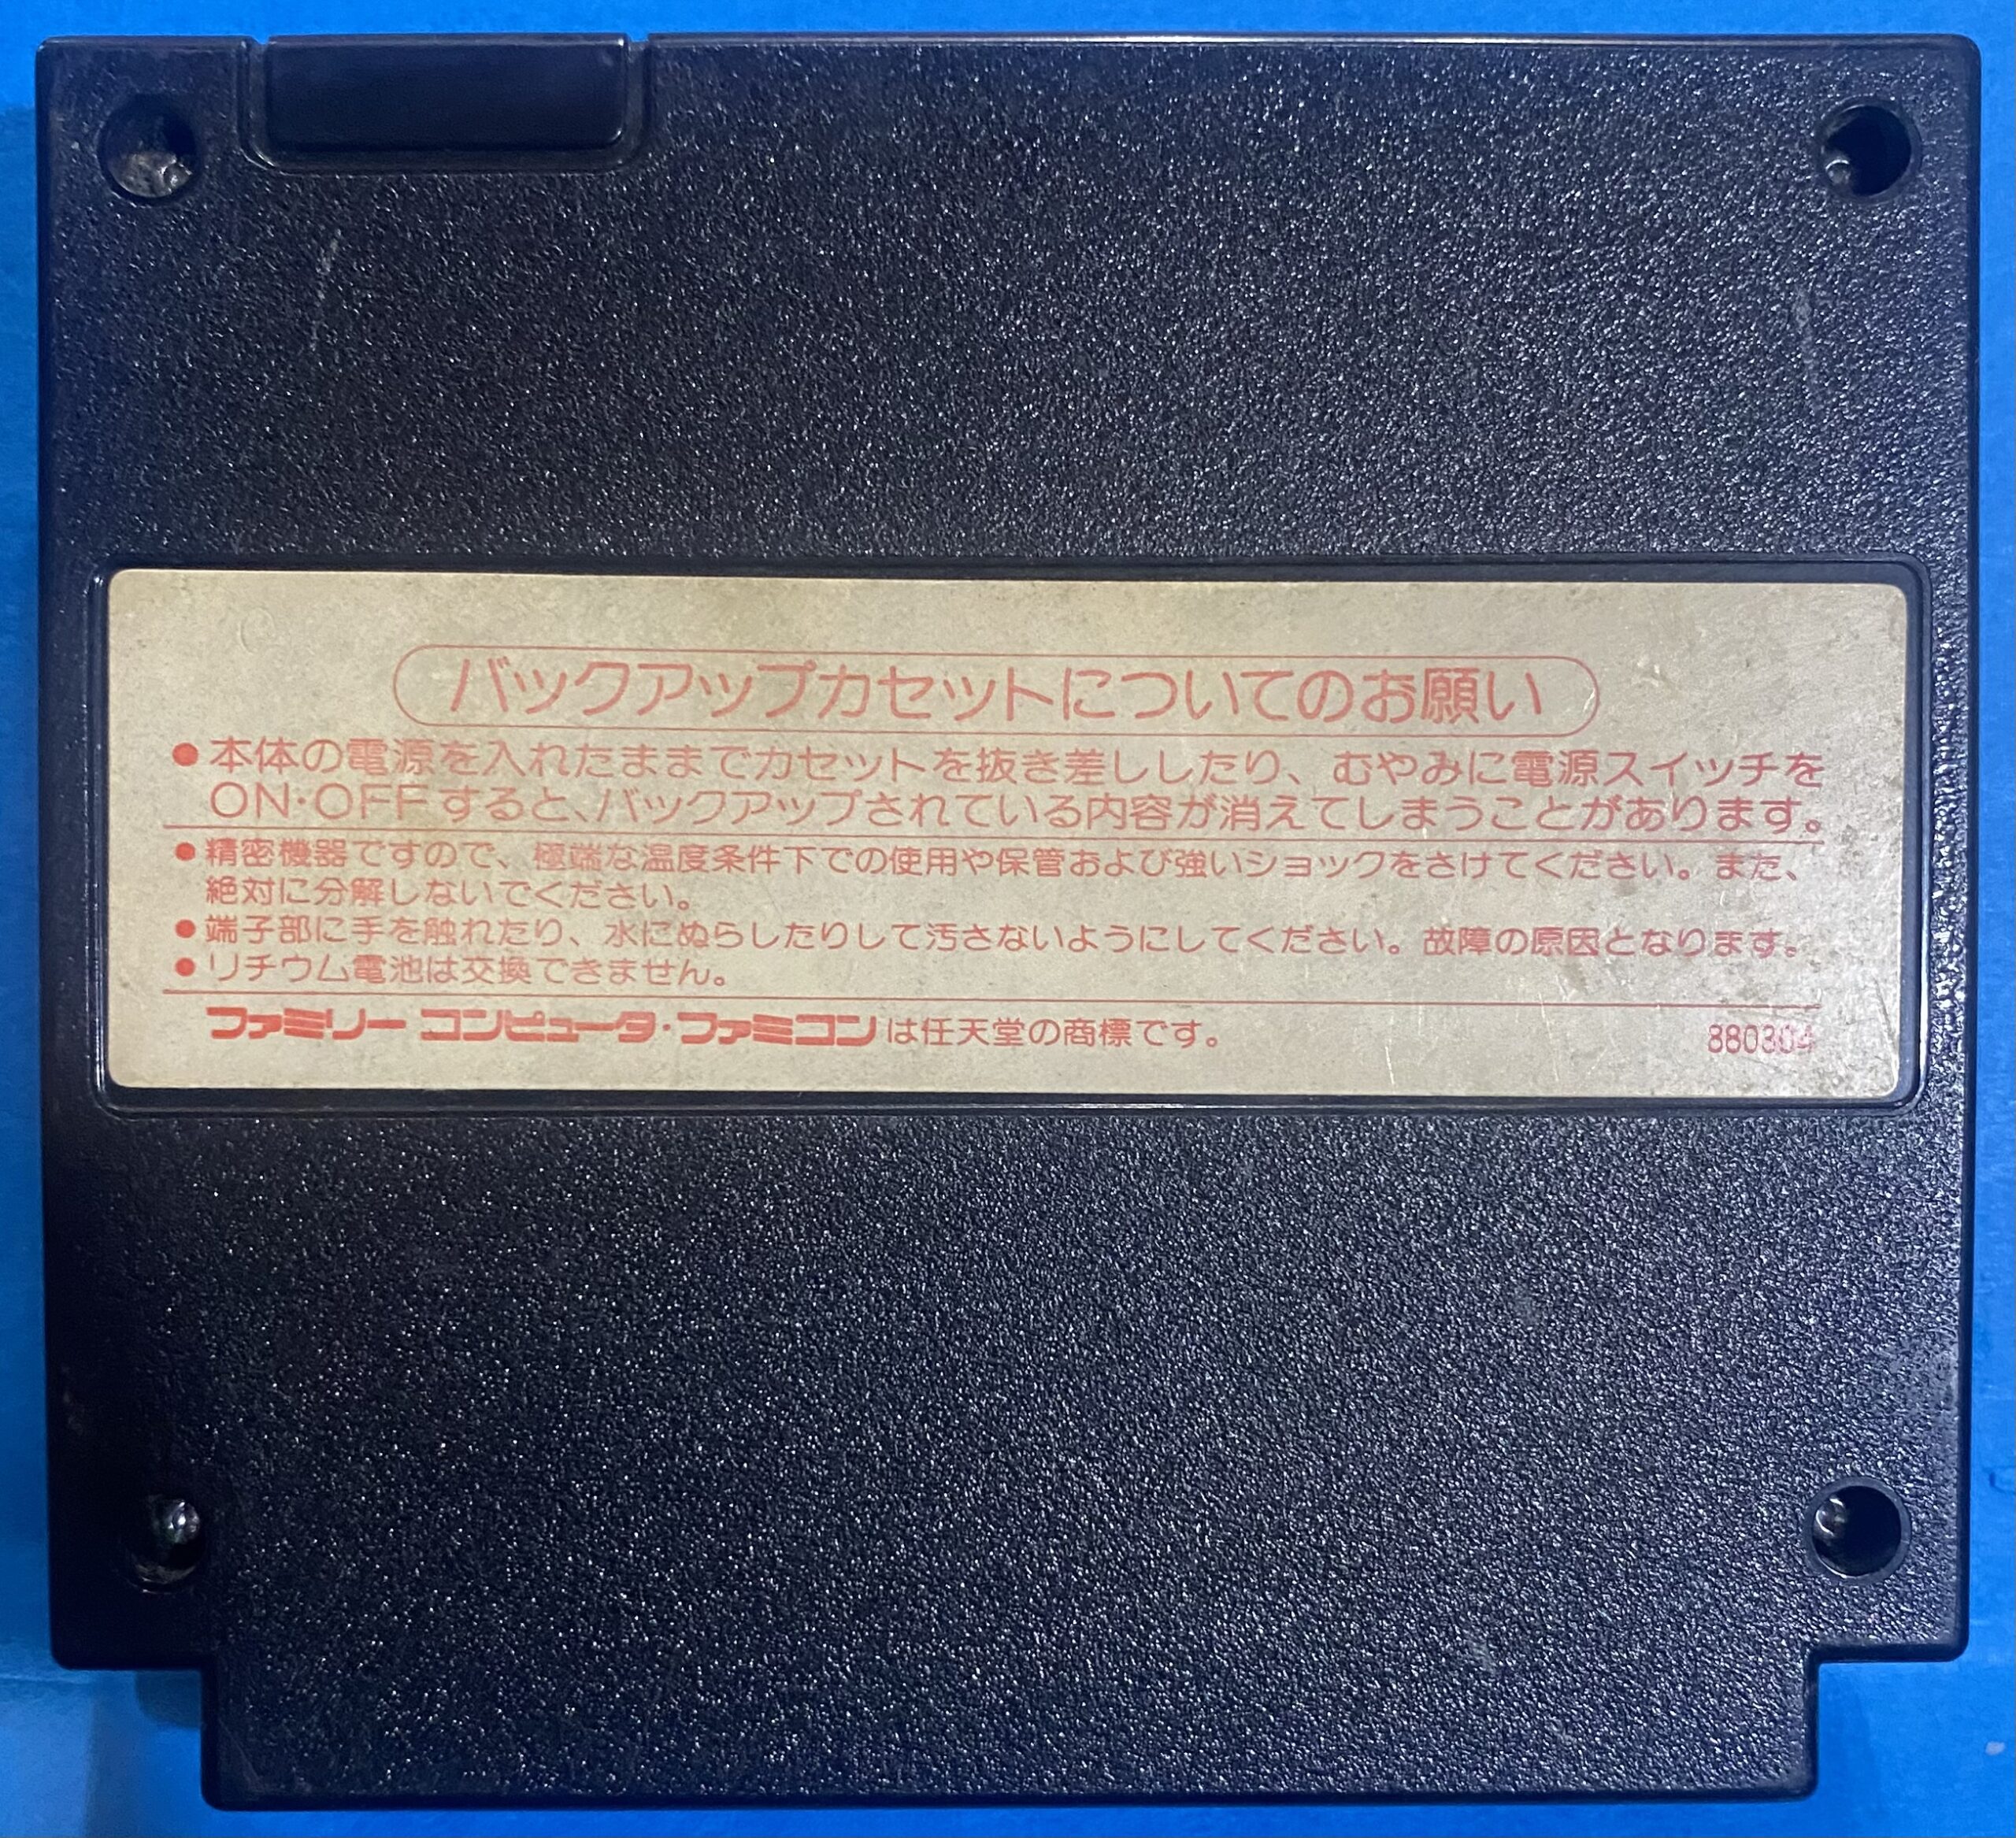 バックアップカセットについてのお願い
●本体の電源を入れたままでカセットを抜き差ししたり、むやみに電源スイッチを
ON・OFFすると、バックアップされている内容が消えてしまうことがあります。
●精密機器ですので、極端な温度条件下での使用や保管および強いショックをさけてください。また、
絶対に分解しないでください。
●端子部に手を触れたり、水にぬらしたりして汚さないようにしてください。故障の原因となります。
●リチウム電池は交換できません。
ファミリーコンピュータ・ファミコンは任天堂の商標です。 880304